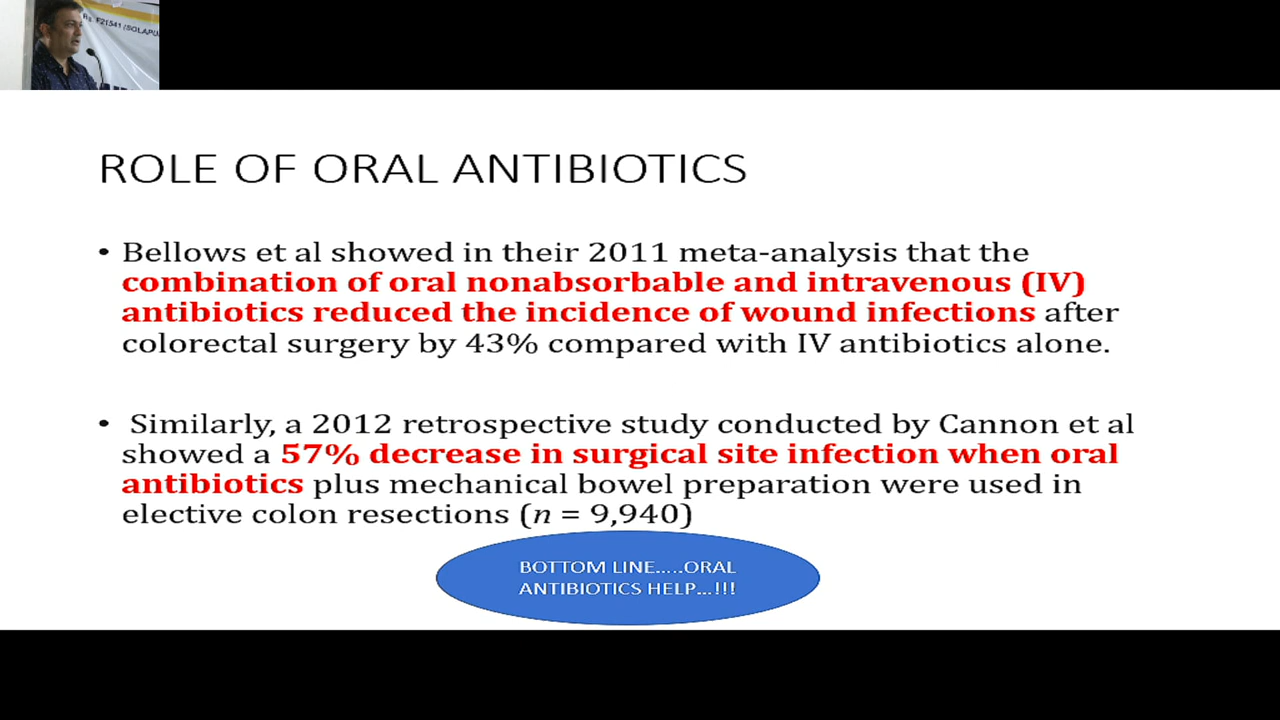 F21541 (SOLAPU
ROLE OF ORAL ANTIBIOTICS
• Bellows et al showed in their 2011 meta-analysis that the
combination of oral nonabsorbable and intravenous (IV)
antibiotics reduced the incidence of wound infections after
colorectal surgery by 43% compared with IV antibiotics alone.
• Similarly, a 2012 retrospective study conducted by Cannon et al
showed a 57% decrease in surgical site infection when oral
antibiotics plus mechanical bowel preparation were used in
elective colon resections (n = 9,940)
BOTTOM LINE.....ORAL
ANTIBIOTICS HELP...!!!